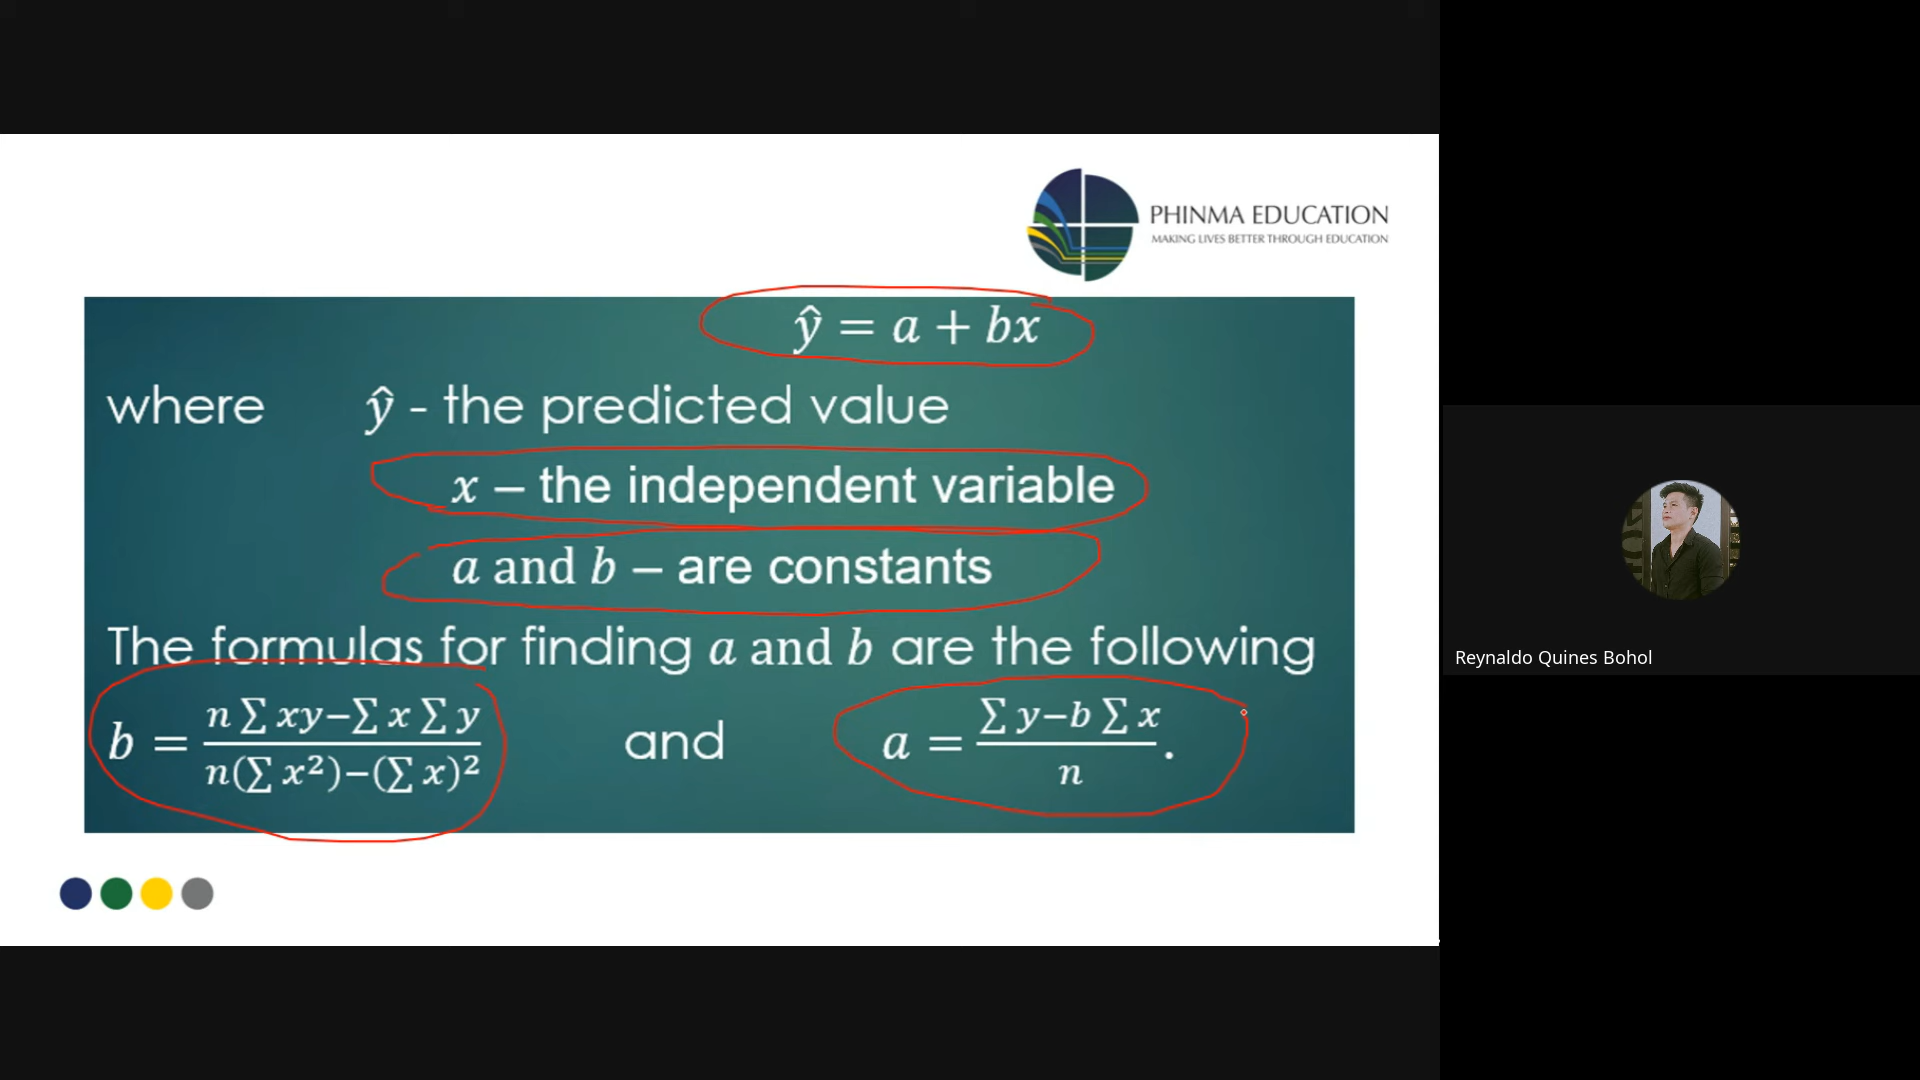 PHINMA EDUCATION
MAKING LIVES BETTER THROUGH EDUCATION
ŷ = a + bx
where ŷ - the predicted value
x – the independent variable
a and b – are constants
The formulas for finding a and b are the following
b = n ∑ xy−∑ x ∑ y / n(∑ x²)−(∑ x)² and a = ∑ y−b ∑ x / n .
Reynaldo Quines Bohol